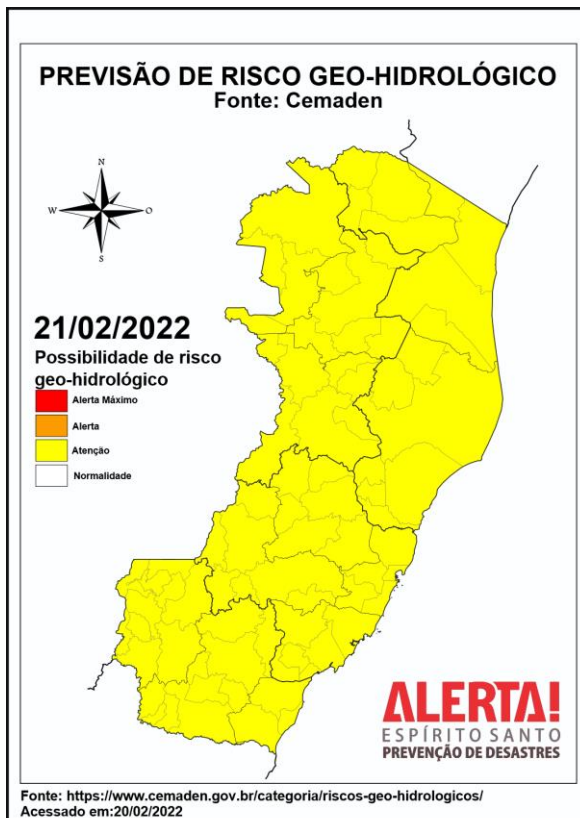 PREVISÃO DE RISCO GEO-HIDROLÓGICO
Fonte: Cemaden
N
W
O
S
21/02/2022
Possibilidade de risco
geo-hidrológico
Alerta Máximo
Alerta
Atenção
Normalidade
ALERTA!
ESPÍRITO SANTO
PREVENÇÃO DE DESASTRES
Fonte: https://www.cemaden.gov.br/categoria/riscos-geo-hidrologicos/
Acessado em:20/02/2022